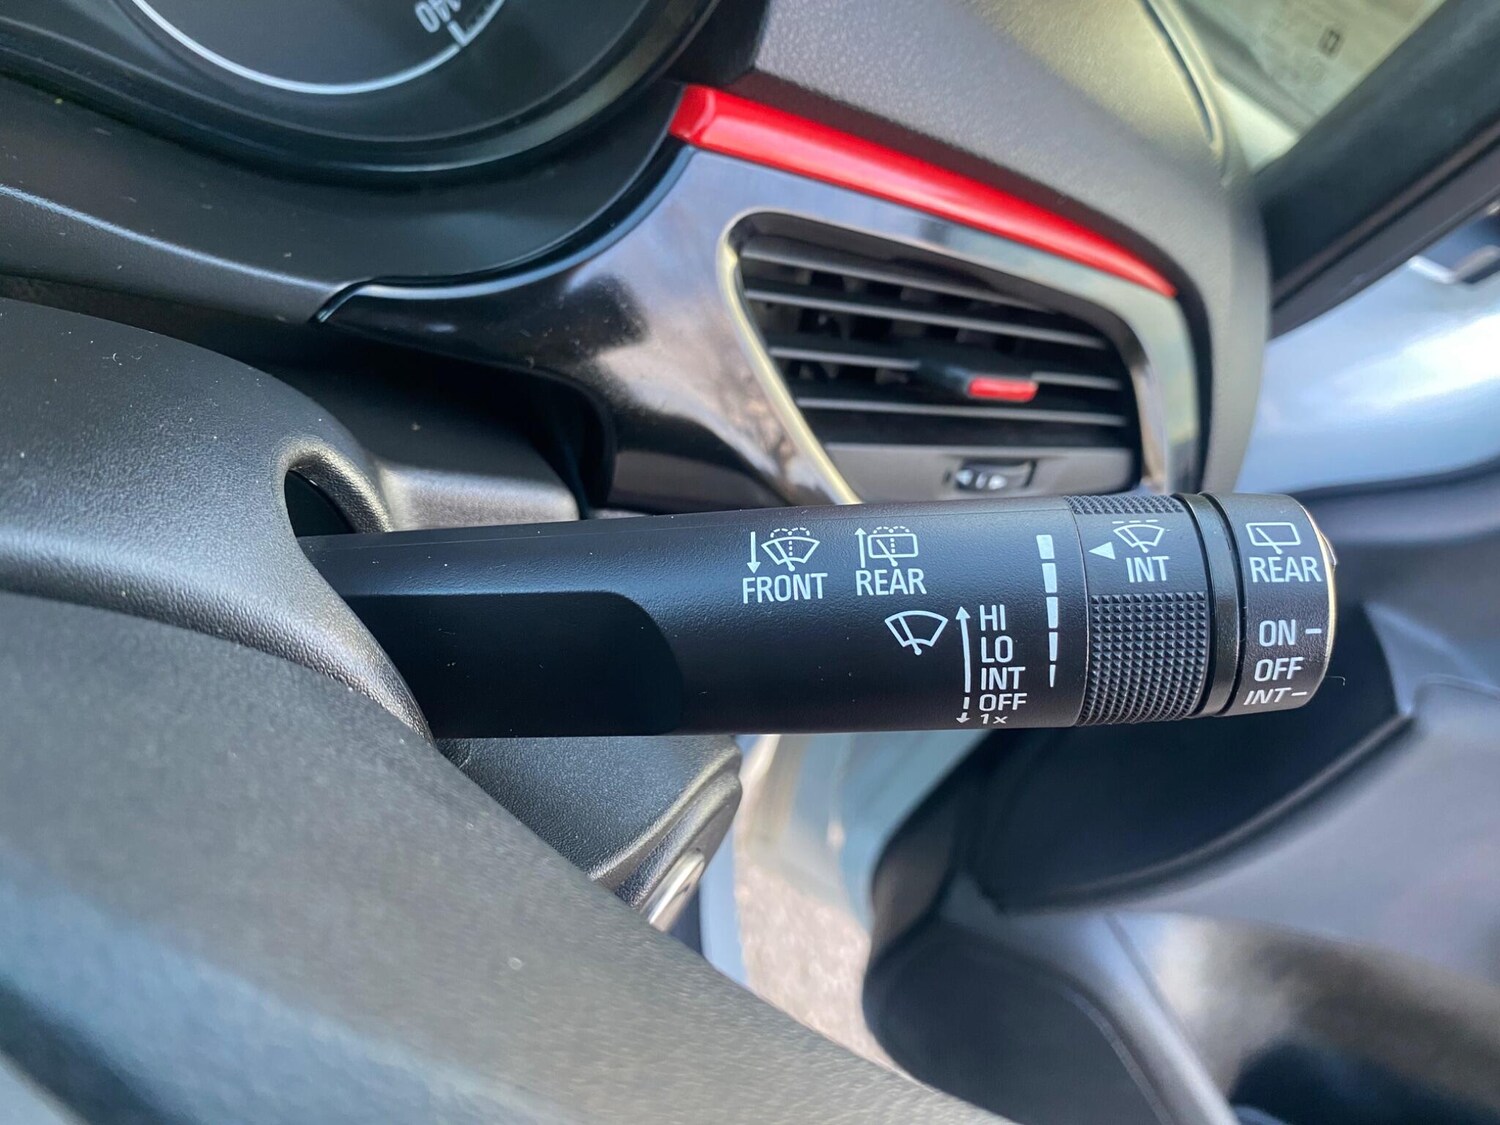 FRONT
REAR
HI
LO
INT
OFF
1x
INT
REAR
ON
OFF
INT